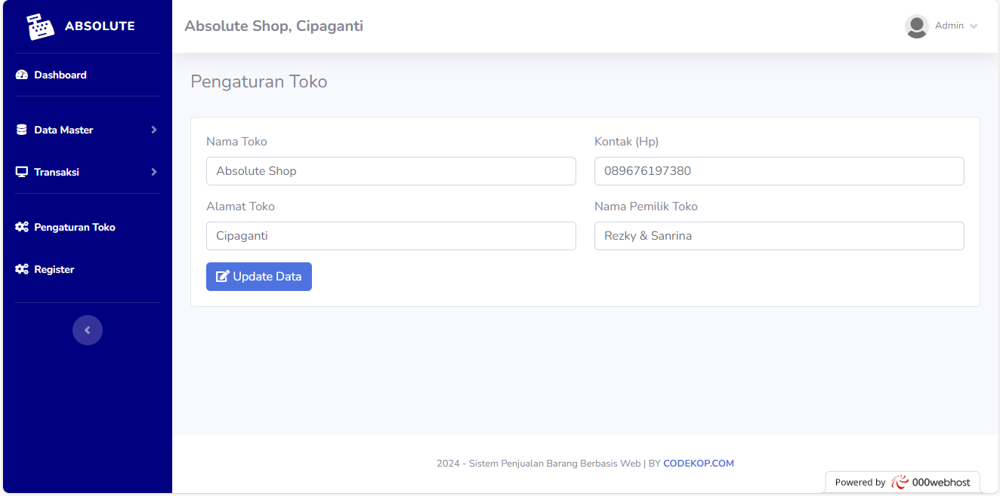 ABSOLUTE
Absolute Shop, Cipaganti
Admin
Dashboard
Data Master
Transaksi
Pengaturan Toko
Register
Pengaturan Toko
Nama Toko
Absolute Shop
Kontak (Hp)
089676197380
Alamat Toko
Cipaganti
Nama Pemilik Toko
Rezky & Sanrina
Update Data
2024 - Sistem Penjualan Barang Berbasis Web | BY CODEKOP.COM
Powered by 000webhost